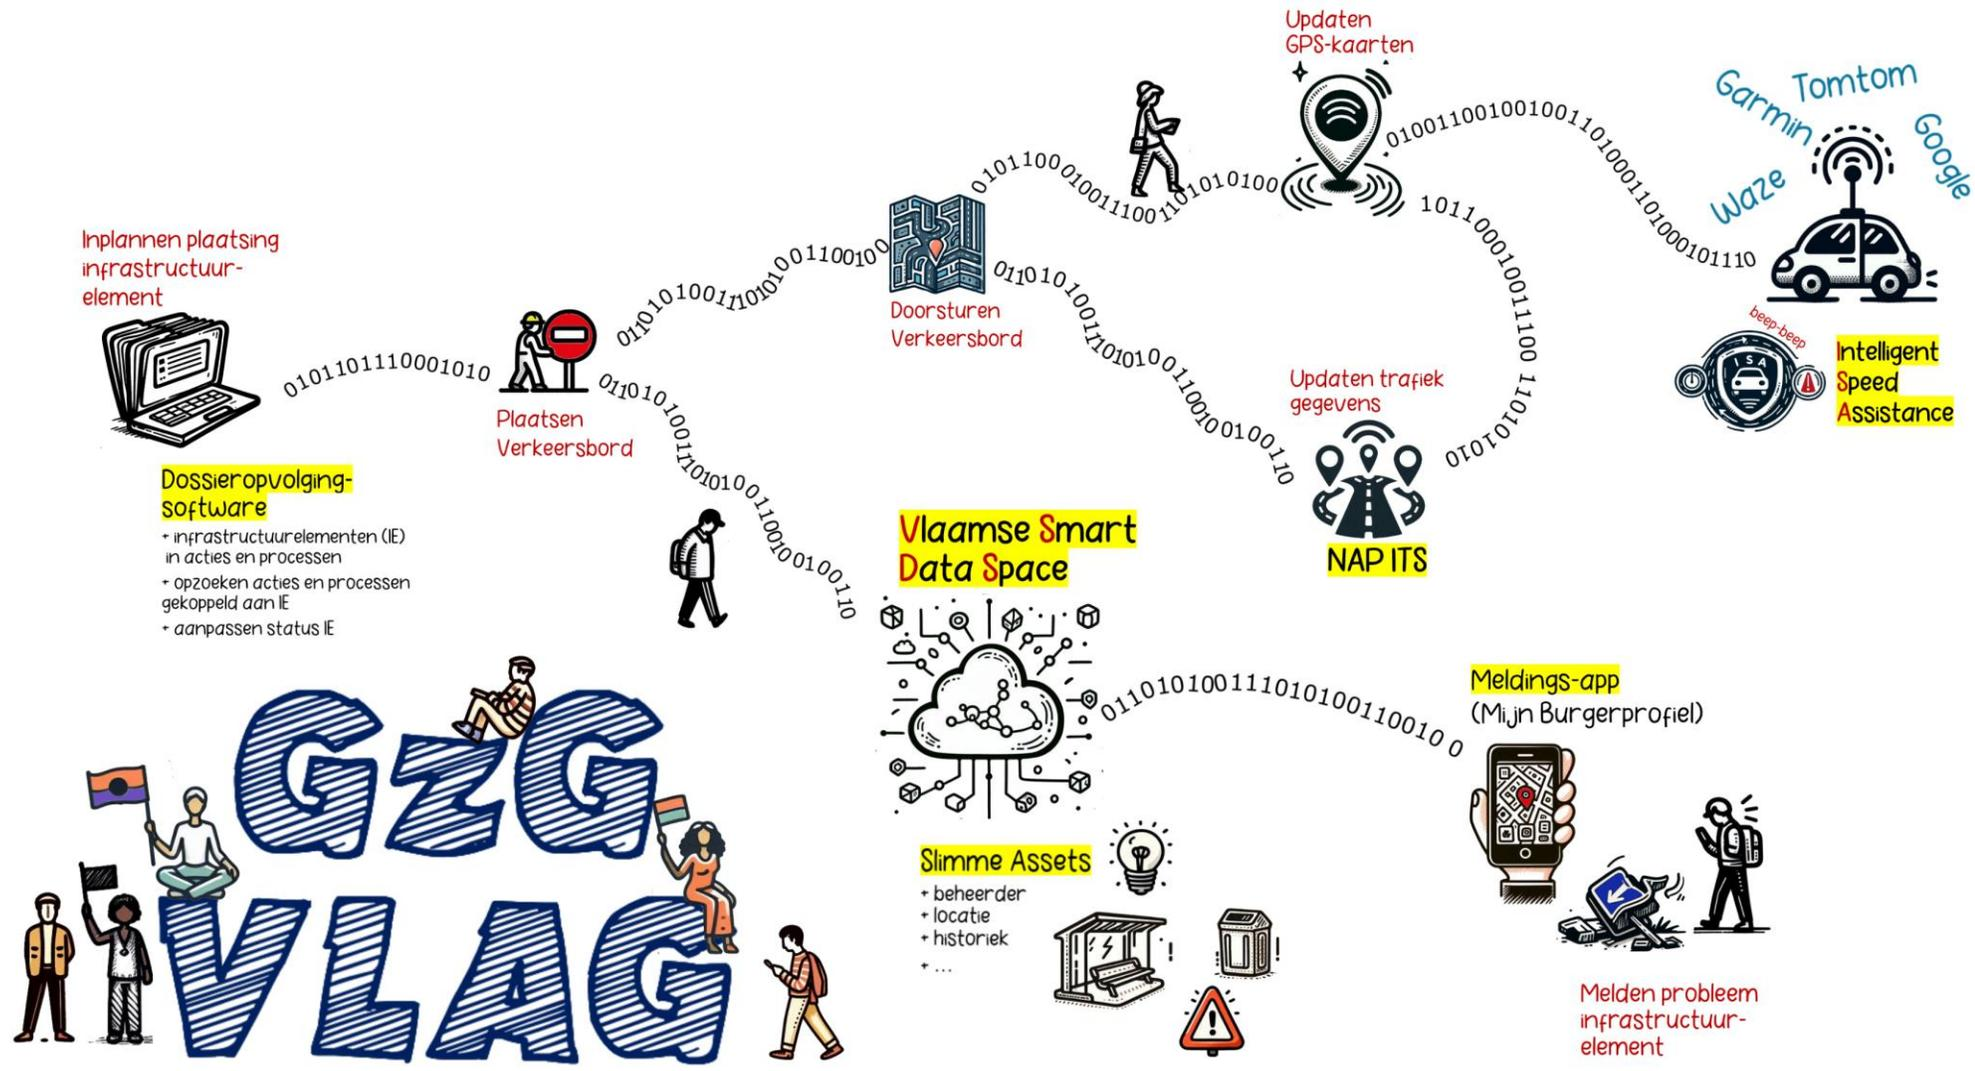 Updaten
GPS-kaarten
Garmin
Tomtom
Google
Waze
010011001001001101000110100010​1110
Inplannen plaatsing
infrastructuur-
element
0101101110001010
Plaatsen
Verkeersbord
Doorsturen
Verkeersbord
Updaten trafiek
gegevens
NAP ITS
beep-beep
ISA
Intelligent
Speed
Assistance
Dossieropvolging-
software
+ infrastructuurelementen (IE)
in acties en processen
+ opzoeken acties en processen
gekoppeld aan IE
+ aanpassen status IE
Vlaamse Smart
Data Space
Meldings-app
(Mijn Burgerprofiel)
Slimme Assets
+ beheerder
+ locatie
+ historiek
+ ...
Melden probleem
infrastructuur-
element
GzG
VLAG